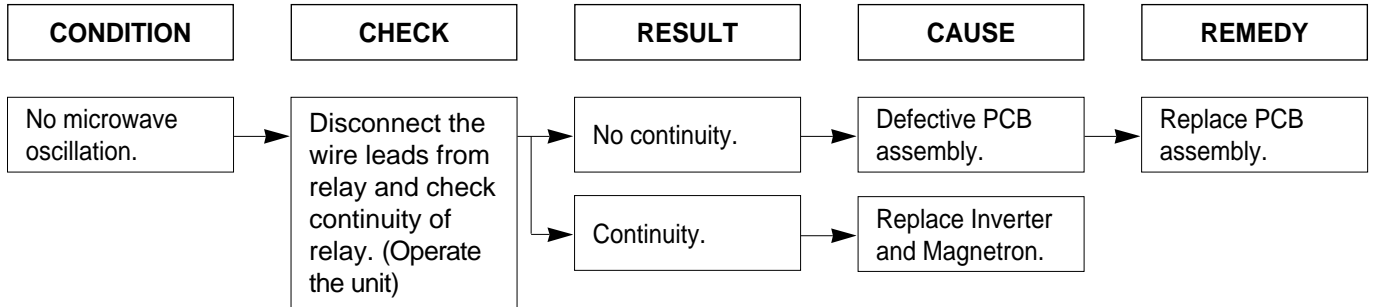 CONDITION
CHECK
RESULT
CAUSE
REMEDY
No microwave
oscillation.
Disconnect the
wire leads from
relay and check
continuity of
relay. (Operate
the unit)
No continuity.
Defective PCB
assembly.
Replace PCB
assembly.
Continuity.
Replace Inverter
and Magnetron.